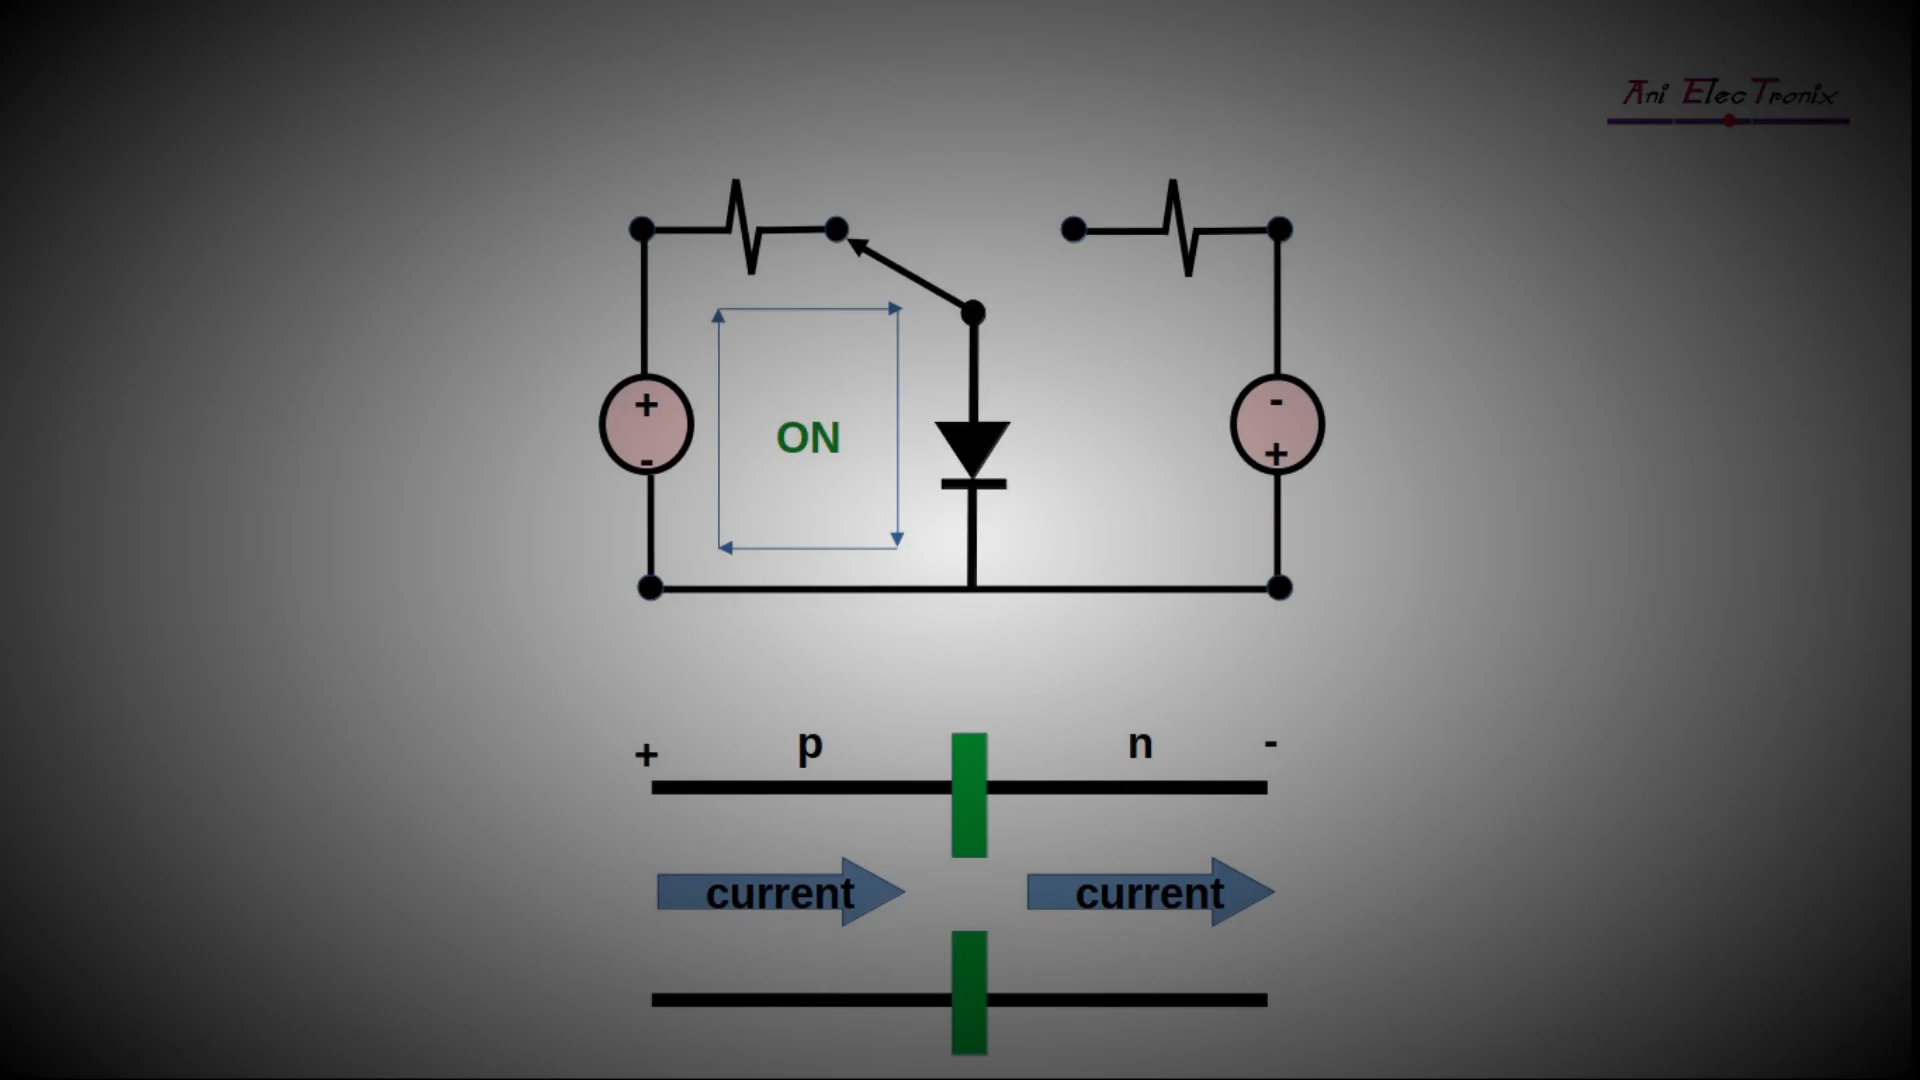 Ani ElecTronix
+
-
-
+
ON
+ p n -
current current